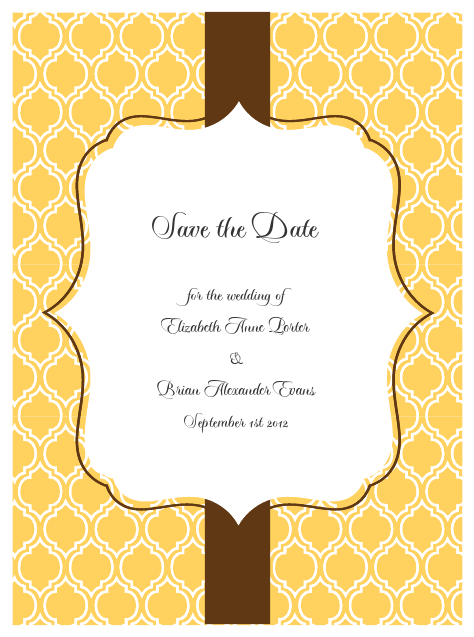 Save the Date
for the wedding of
Elizabeth Anne Porter
&
Brian Alexander Evans
September 1st 2012